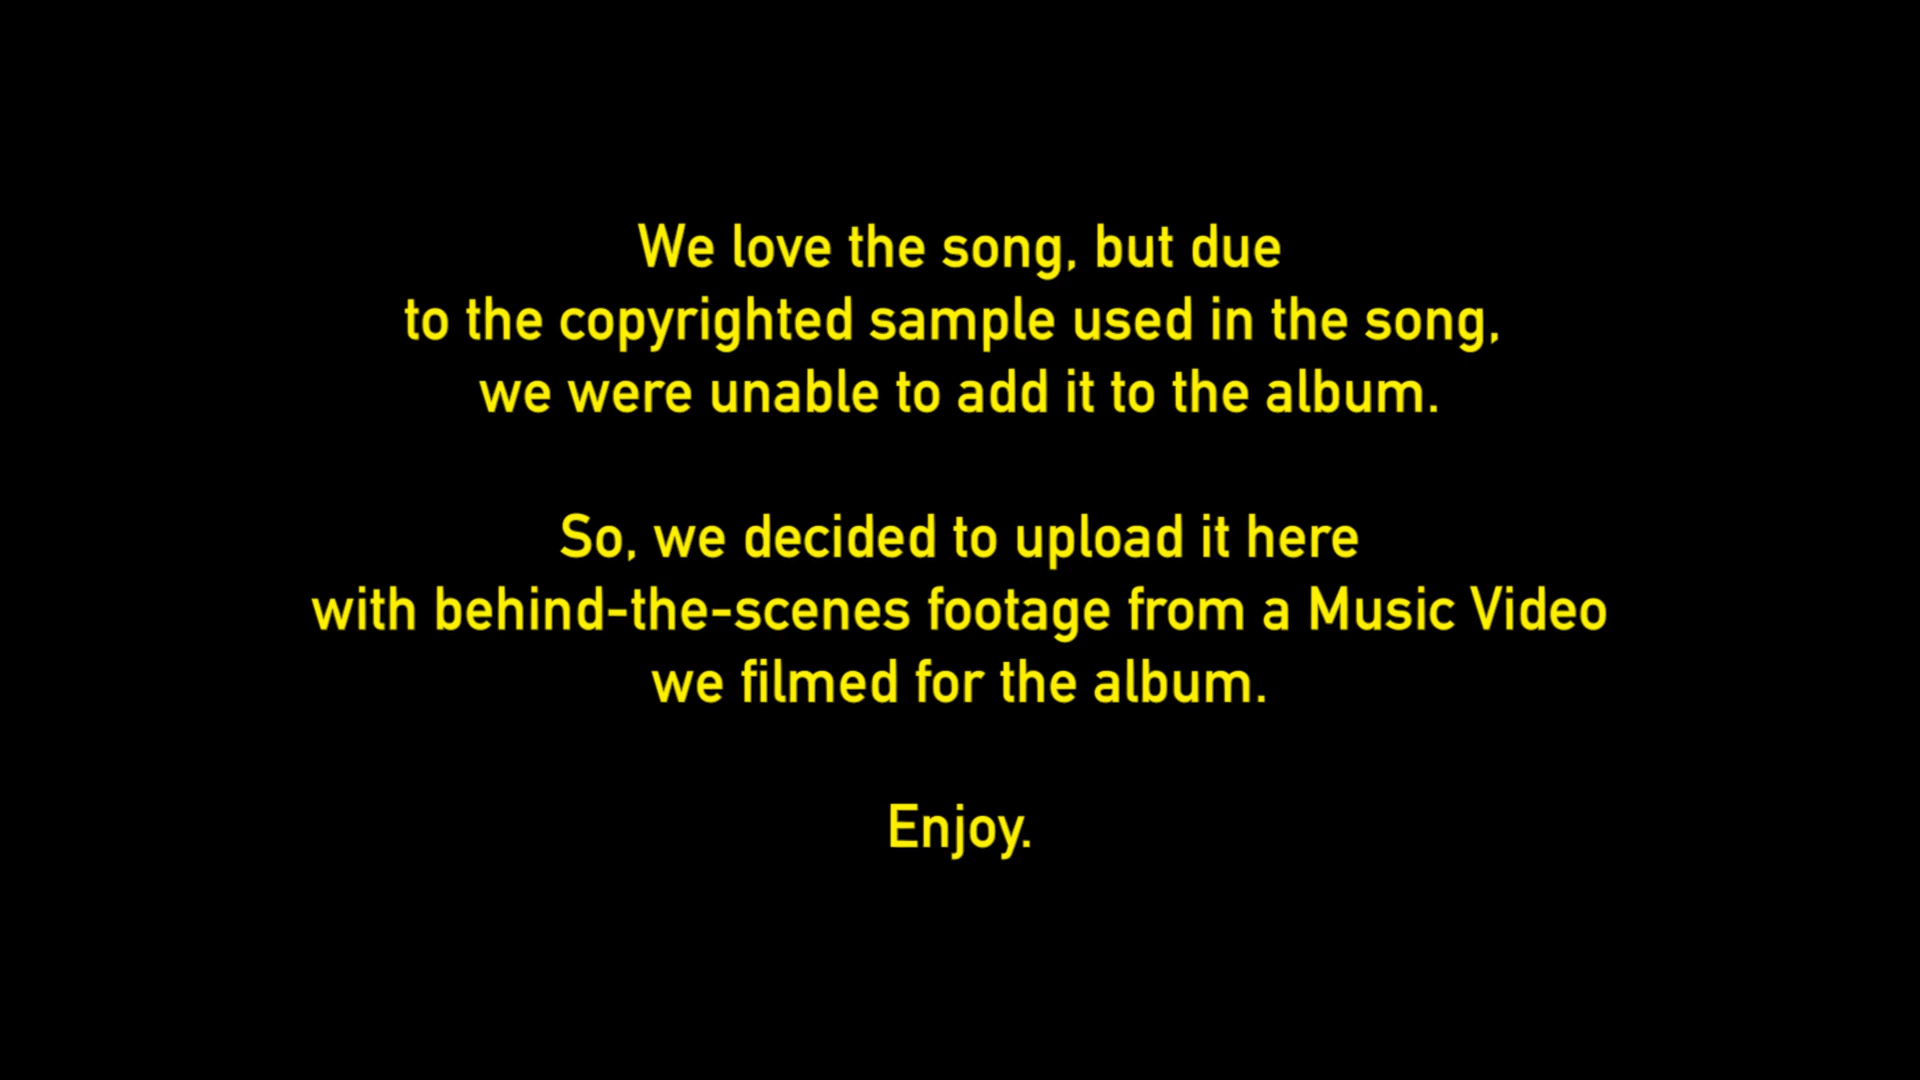 We love the song, but due
to the copyrighted sample used in the song,
we were unable to add it to the album.
So, we decided to upload it here
with behind-the-scenes footage from a Music Video
we filmed for the album.
Enjoy.